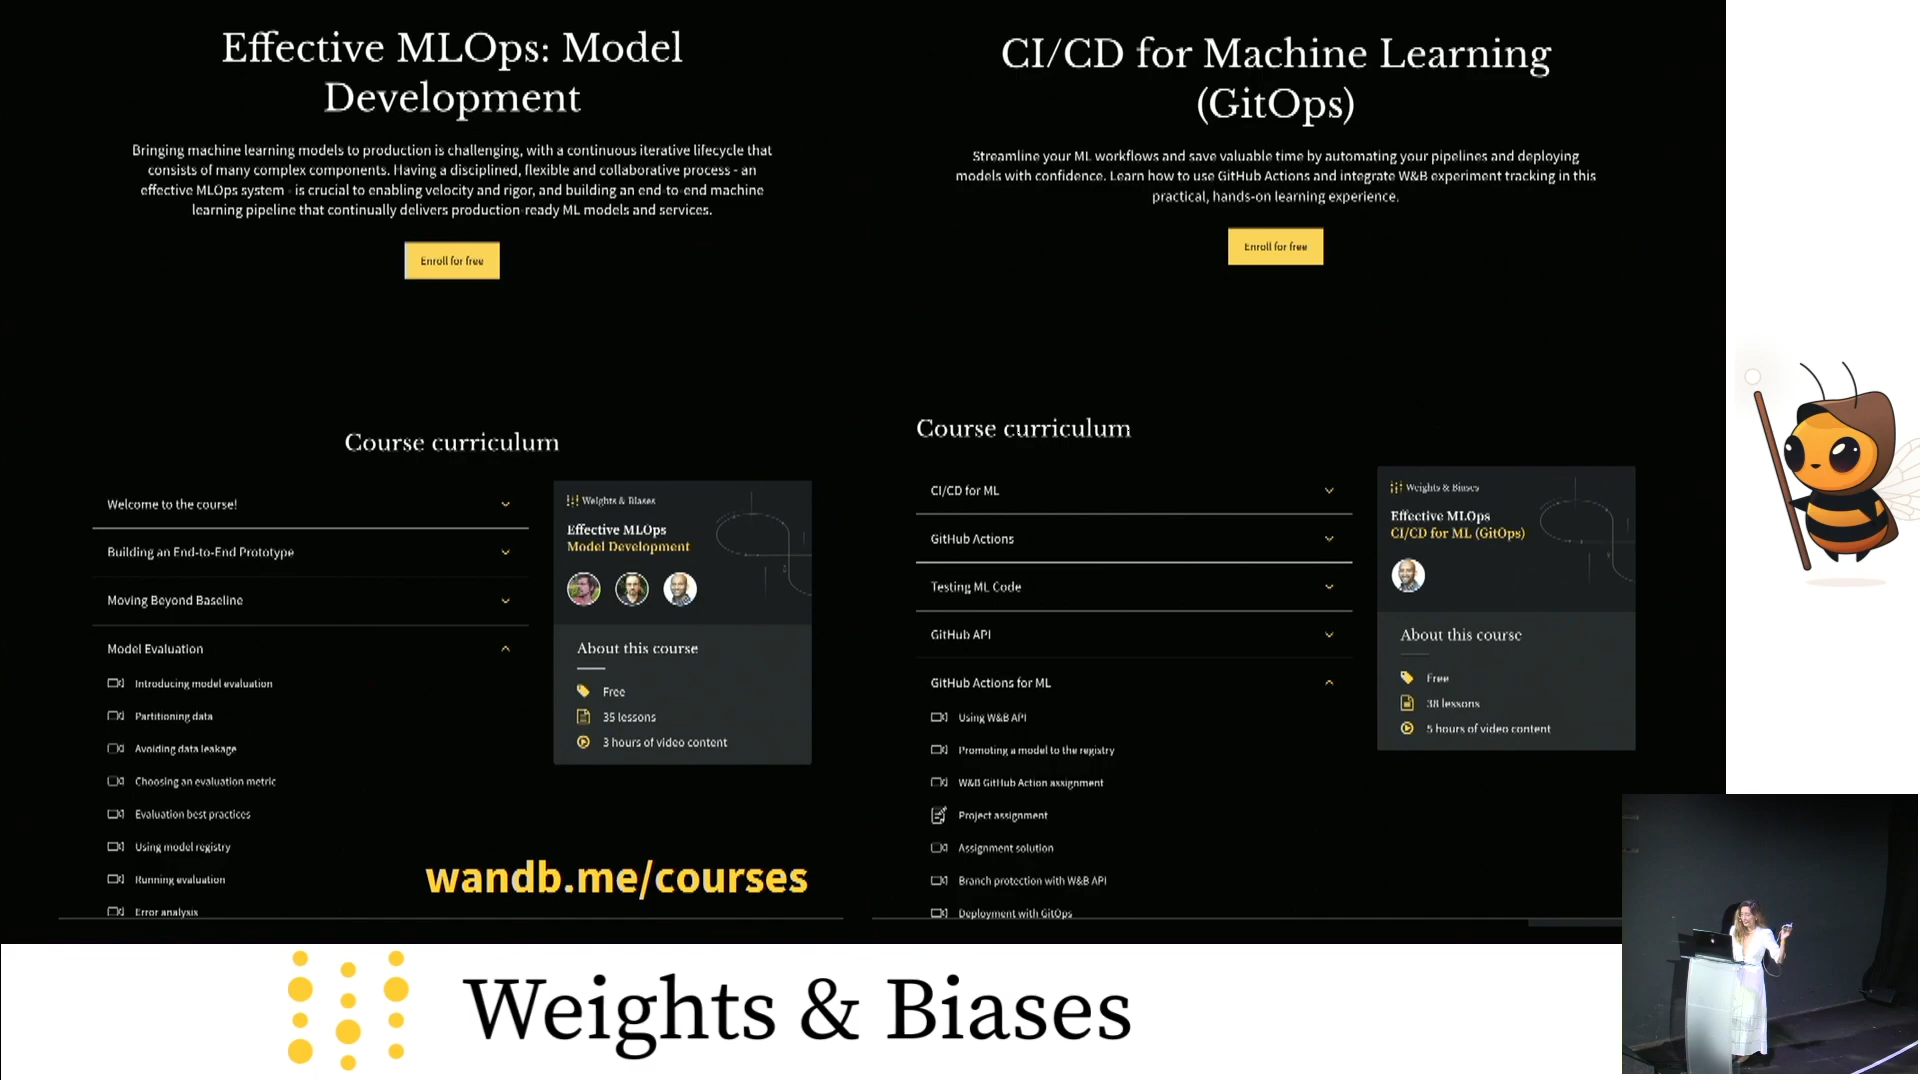 Effective MLOps: Model
Development
Bringing machine learning models to production is challenging, with a continuous iterative lifecycle that
consists of many complex components. Having a disciplined, flexible and collaborative process - an
effective MLOps system - is crucial to enabling velocity and rigor, and building an end-to-end machine
learning pipeline that continually delivers production-ready ML models and services.
Enroll for free
Course curriculum
Welcome to the course!
Building an End-to-End Prototype
Moving Beyond Baseline
Model Evaluation
Introducing model evaluation
Partitioning data
Avoiding data leakage
Choosing an evaluation metric
Evaluation best practices
Using model registry
Running evaluation
Error analysis
Weights & Biases
Effective MLOps
Model Development
About this course
Free
35 lessons
3 hours of video content
wandb.me/courses
CI/CD for Machine Learning
(GitOps)
Streamline your ML workflows and save valuable time by automating your pipelines and deploying
models with confidence. Learn how to use GitHub Actions and integrate W&B experiment tracking in this
practical, hands-on learning experience.
Enroll for free
Course curriculum
CI/CD for ML
GitHub Actions
Testing ML Code
GitHub API
GitHub Actions for ML
Using W&B API
Promoting a model to the registry
W&B GitHub Action assignment
Project assignment
Assignment solution
Branch protection with W&B API
Deployment with GitOps
Weights & Biases
Effective MLOps
CI/CD for ML (GitOps)
About this course
Free
38 lessons
5 hours of video content
Weights & Biases